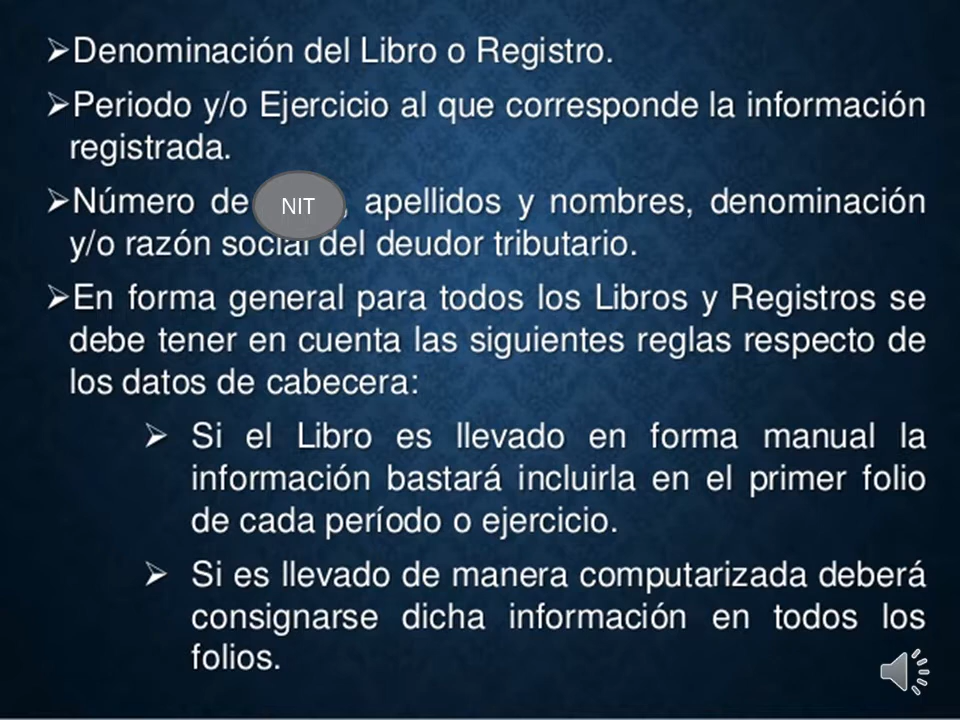 ➢Denominación del Libro o Registro.
➢Periodo y/o Ejercicio al que corresponde la información
registrada.
➢Número de NIT, apellidos y nombres, denominación
y/o razón social del deudor tributario.
➢En forma general para todos los Libros y Registros se
debe tener en cuenta las siguientes reglas respecto de
los datos de cabecera:
➢ Si el Libro es llevado en forma manual la
información bastará incluirla en el primer folio
de cada período o ejercicio.
➢ Si es llevado de manera computarizada deberá
consignarse dicha información en todos los
folios.